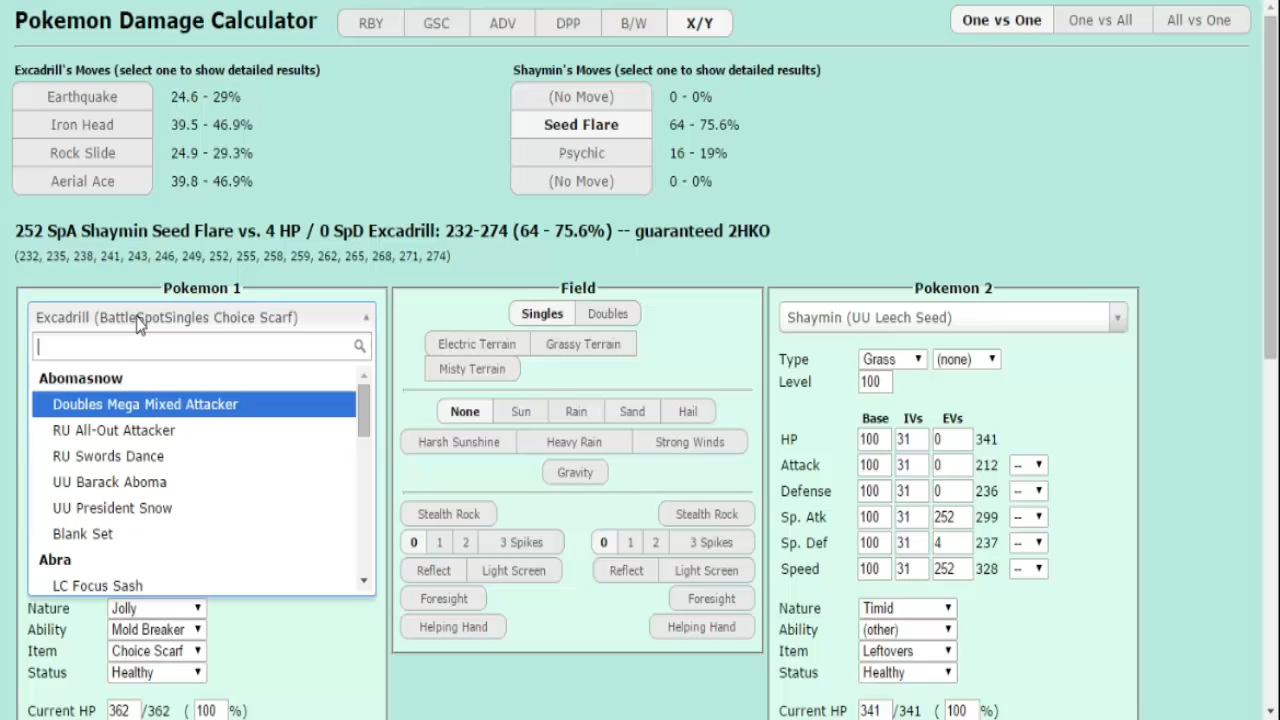 Pokemon Damage Calculator RBY GSC ADV DPP B/W X/Y One vs One One vs All All vs One
Excadrill's Moves (select one to show detailed results)
Earthquake 24.6 - 29%
Iron Head 39.5 - 46.9%
Rock Slide 24.9 - 29.3%
Aerial Ace 39.8 - 46.9%
Shaymin's Moves (select one to show detailed results)
(No Move) 0 - 0%
Seed Flare 64 - 75.6%
Psychic 16 - 19%
(No Move) 0 - 0%
252 SpA Shaymin Seed Flare vs. 4 HP / 0 SpD Excadrill: 232-274 (64 - 75.6%) -- guaranteed 2HKO
(232, 235, 238, 241, 243, 246, 249, 252, 255, 258, 259, 262, 265, 268, 271, 274)
Pokemon 1
Excadrill (BattleSpotSingles Choice Scarf)
Abomasnow
Doubles Mega Mixed Attacker
RU All-Out Attacker
RU Swords Dance
UU Barack Aboma
UU President Snow
Blank Set
Abra
LC Focus Sash
Nature Jolly
Ability Mold Breaker
Item Choice Scarf
Status Healthy
Current HP 362 /362 ( 100 %)
Field
Singles Doubles
Electric Terrain Grassy Terrain
Misty Terrain
None Sun Rain Sand Hail
Harsh Sunshine Heavy Rain Strong Winds
Gravity
Stealth Rock Stealth Rock
0 1 2 3 Spikes 0 1 2 3 Spikes
Reflect Light Screen Reflect Light Screen
Foresight Foresight
Helping Hand Helping Hand
Pokemon 2
Shaymin (UU Leech Seed)
Type Grass (none)
Level 100
Base IVs EVs
HP 100 31 0 341
Attack 100 31 0 212 --
Defense 100 31 0 236 --
Sp. Atk 100 31 252 299 --
Sp. Def 100 31 4 237 --
Speed 100 31 252 328 --
Nature Timid
Ability (other)
Item Leftovers
Status Healthy
Current HP 341 /341 ( 100 %)